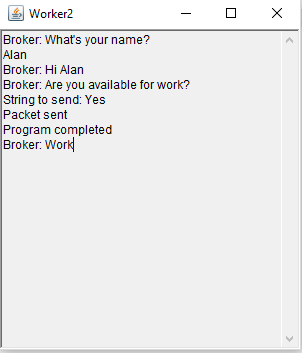 Worker2
Broker: What's your name?
Alan
Broker: Hi Alan
Broker: Are you available for work?
String to send: Yes
Packet sent
Program completed
Broker: Work